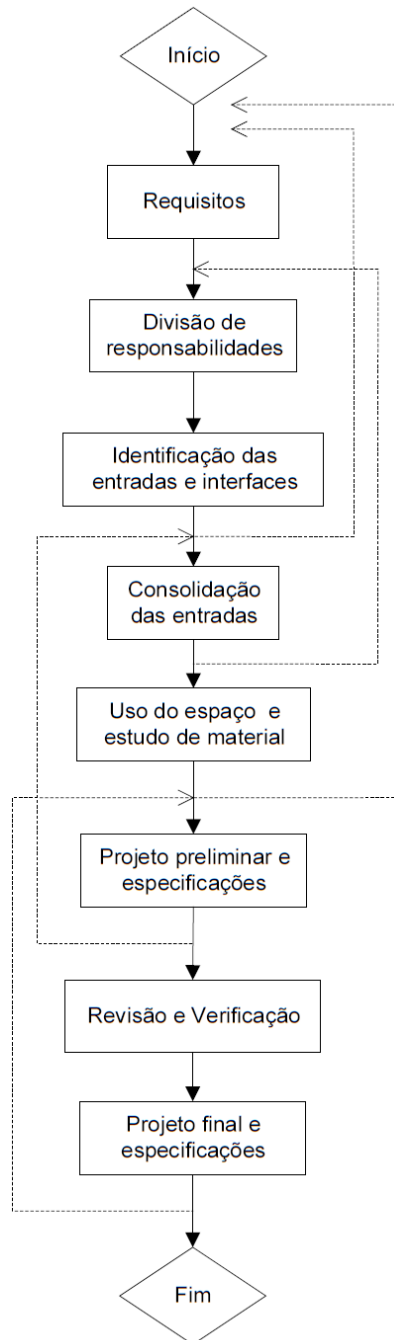 Início
Requisitos
Divisão de
responsabilidades
Identificação das
entradas e interfaces
Consolidação
das entradas
Uso do espaço e
estudo de material
Projeto preliminar e
especificações
Revisão e Verificação
Projeto final e
especificações
Fim